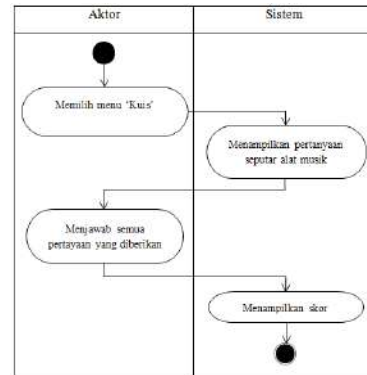 Aktor
Sistem
Memilih menu ‘Kuis’
Menampilkan pertanyaan
seputar alat musik
Menjawab semua
pertayaan yang diberikan
Menampilkan skor